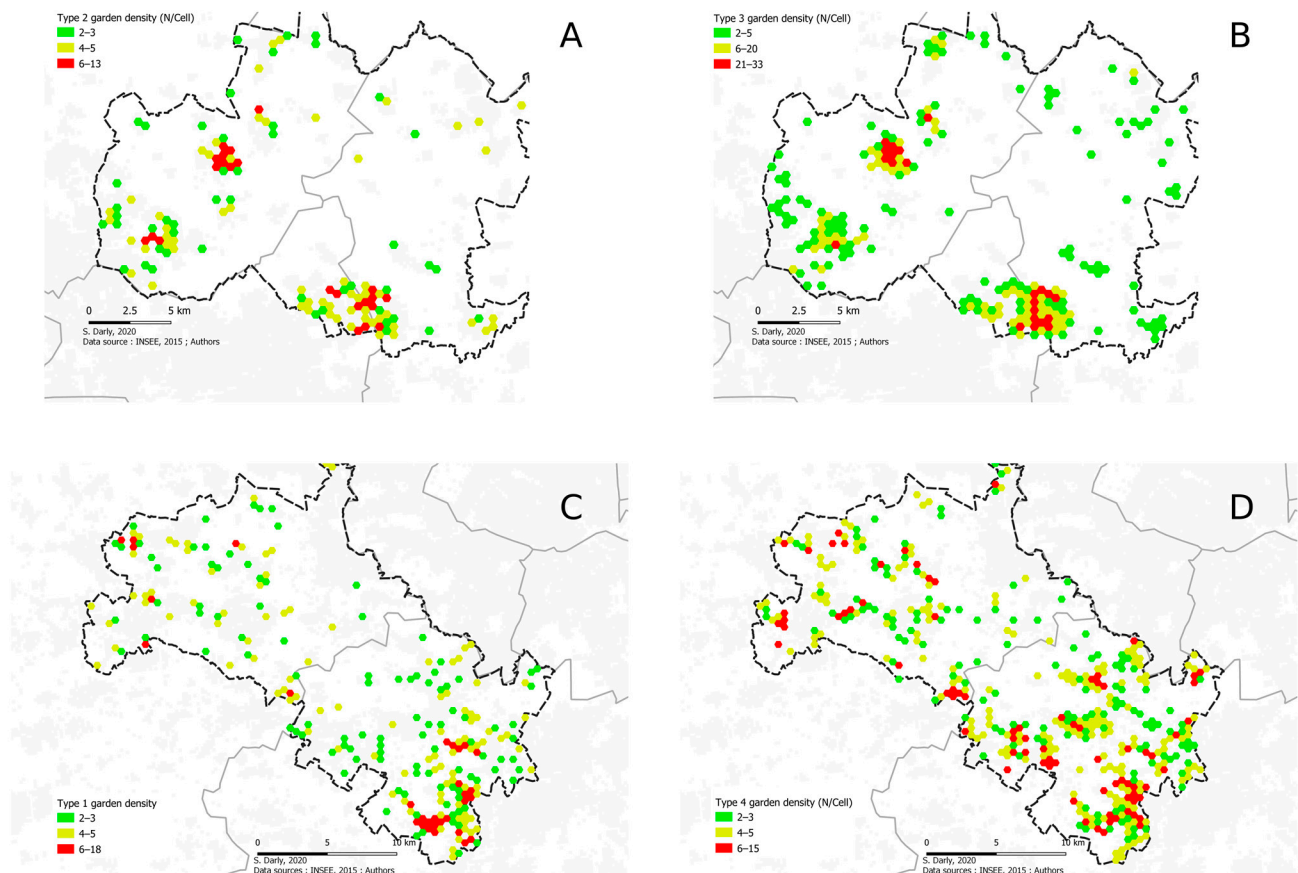 Type 2 garden density (N/Cell)
2–3
4–5
6–13
A
0 2.5 5 km
S. Darly, 2020
Data source : INSEE, 2015 ; Authors
Type 3 garden density (N/Cell)
2–5
6–20
21–33
B
0 2.5 5 km
S. Darly, 2020
Data source : INSEE, 2015 ; Authors
C
Type 1 garden density
2–3
4–5
6–18
0 5 10 km
S. Darly, 2020
Data sources : INSEE, 2015 ; Authors
D
Type 4 garden density (N/Cell)
2–3
4–5
6–15
0 5 10 km
S. Darly, 2020
Data sources : INSEE, 2015 ; Authors